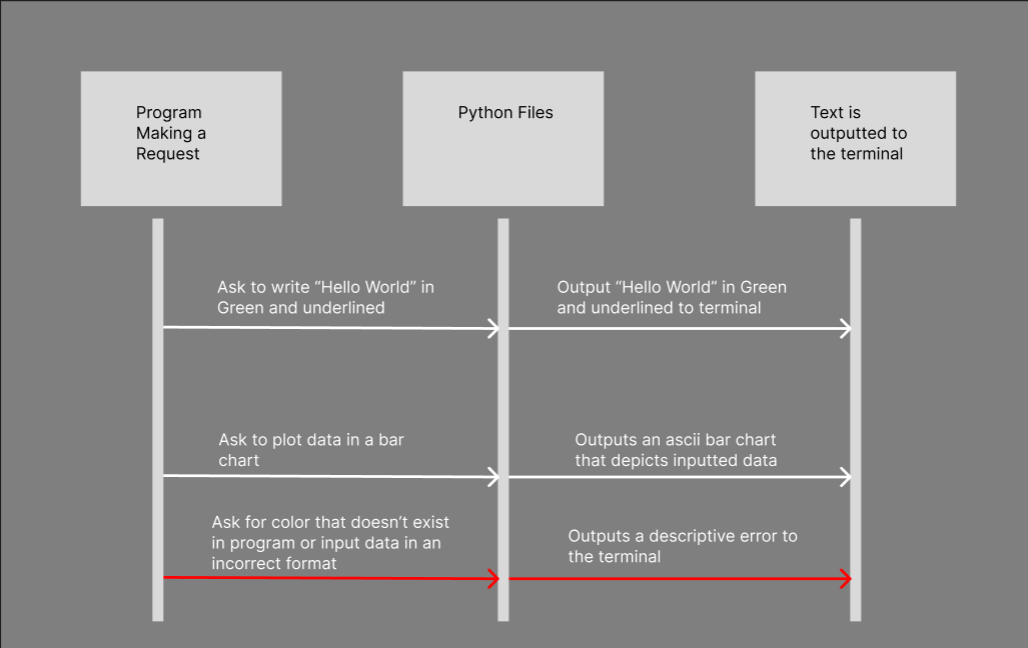 Program
Making a
Request
Python Files
Text is
outputted to
the terminal
Ask to write “Hello World” in
Green and underlined
Output “Hello World” in Green
and underlined to terminal
Ask to plot data in a bar
chart
Outputs an ascii bar chart
that depicts inputted data
Ask for color that doesn’t exist
in program or input data in an
incorrect format
Outputs a descriptive error to
the terminal